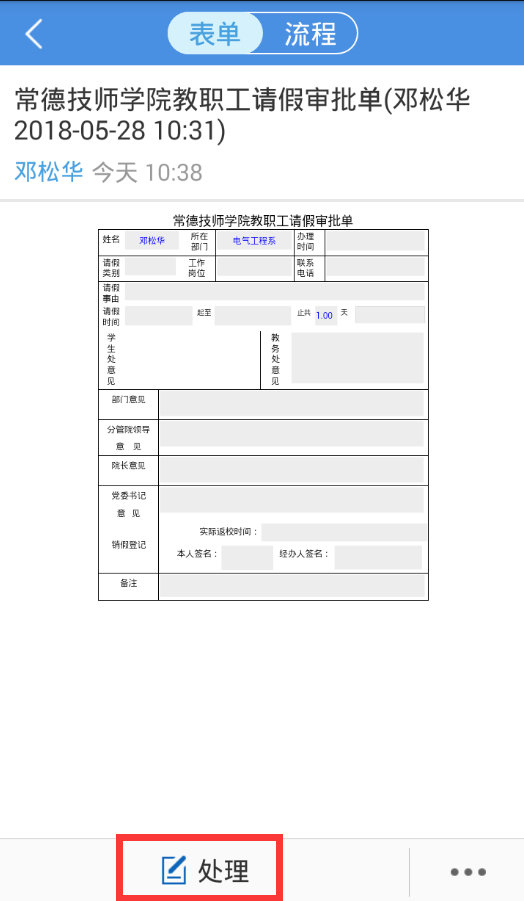 表单 流程
常德技师学院教职工请假审批单(邓松华
2018-05-28 10:31)
邓松华 今天 10:38
常德技师学院教职工请假审批单
姓名 邓松华 所在部门 电气工程系 办理时间
请假类别 工作岗位 联系电话
请假事由
请假时间 起至 止共 1.00 天
学生处意见 教务处意见
部门意见
分管院领导
意 见
院长意见
党委书记
意 见
实际返校时间：
销假登记
本人签名： 经办人签名：
备注
处理